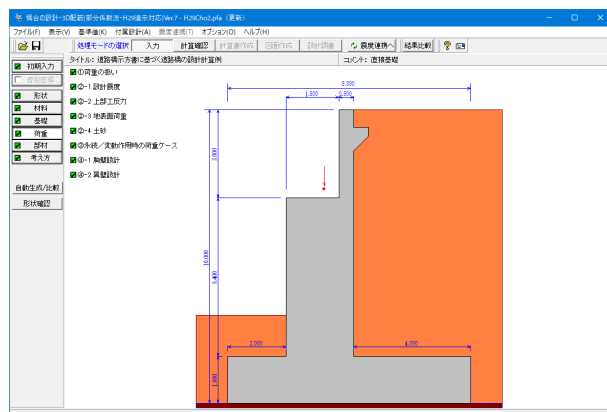 橋台の設計・3D配筋(部分係数法・H29道示対応)Ver.7 - H29Cho2.pfa（更新）
ファイル(F) 表示(V) 基準値(K) 付属設計(A) 震度連携(T) オプション(O) ヘルプ(H)
処理モードの選択 入力 計算確認 計算書作成 図面作成 設計調書 震度連携へ 結果比較
タイトル: 道路橋示方書に基づく道路橋の設計計算例 コメント: 直接基礎
初期入力
形状
材料
基礎
荷重
部材
考え方
自動生成/比較
形状確認
①荷重の扱い
②-1 設計震度
②-2 上部工反力
②-3 地表面荷重
②-4 土砂
③永続／変動作用時の荷重ケース
④-1 胸壁設計
④-2 翼壁設計
1.800
0.500
3.000
10.000
5.400
2.000
4.000
1.600